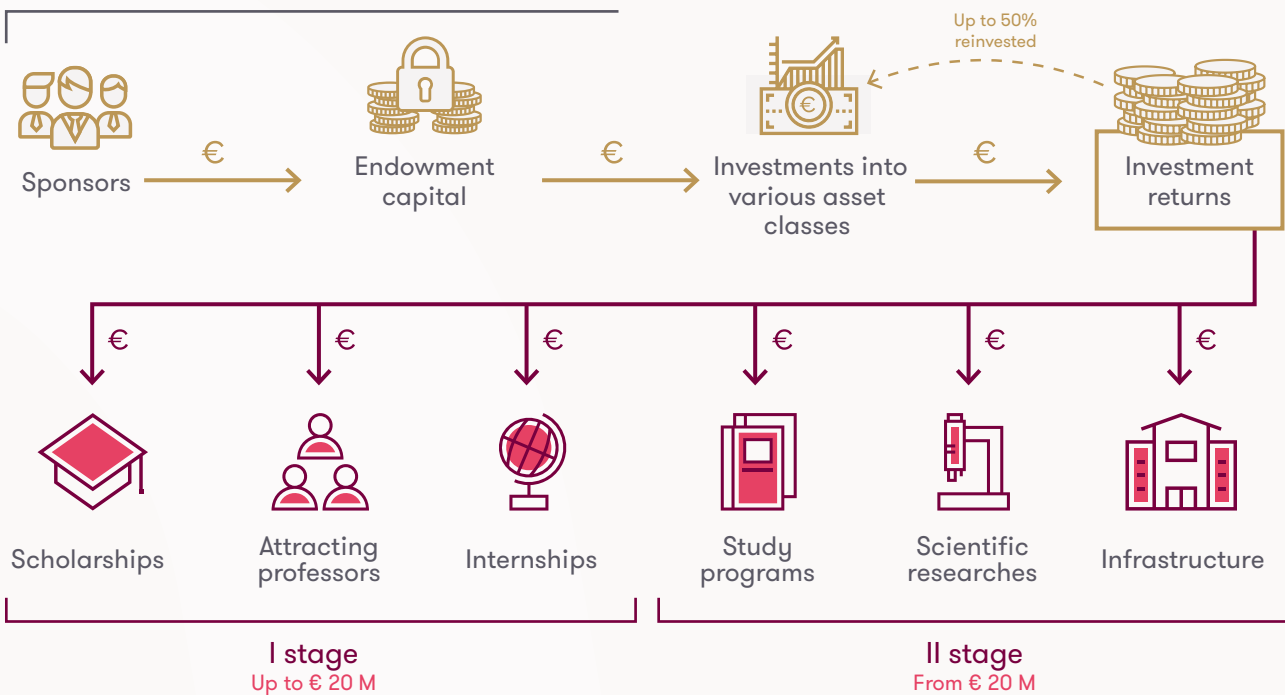 Up to 50%
reinvested
€
€
€
€
Sponsors
Endowment
capital
Investments into
various asset
classes
Investment
returns
€
€
€
€
€
€
Scholarships
Attracting
professors
Internships
Study
programs
Scientific
researches
Infrastructure
I stage
Up to € 20 M
II stage
From € 20 M